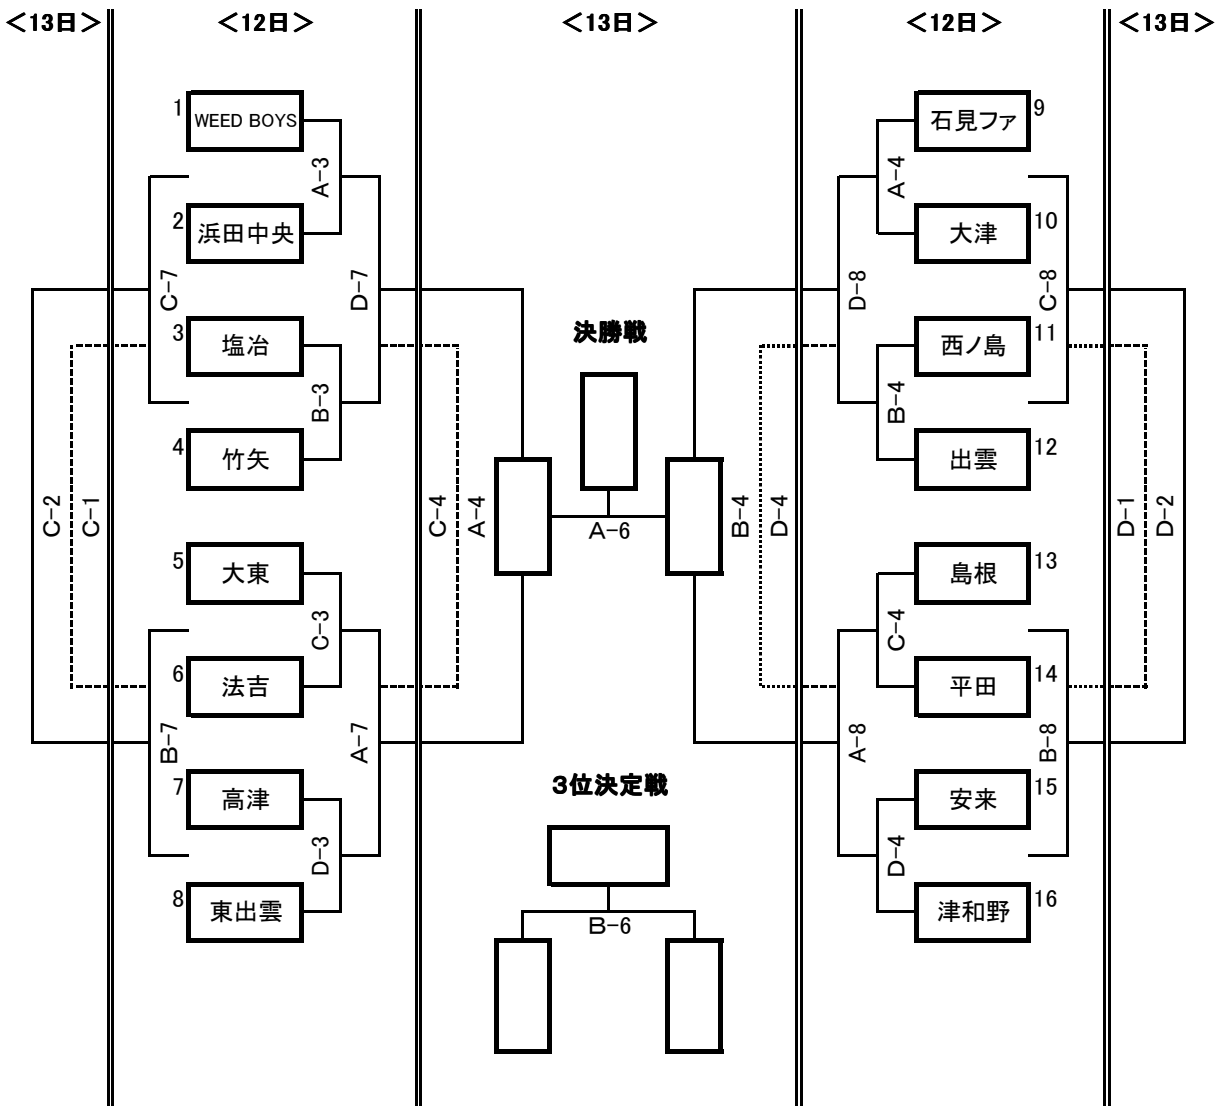 ＜13日＞ ＜12日＞ ＜13日＞ ＜12日＞ ＜13日＞
1 WEED BOYS
2 浜田中央
3 塩冶
4 竹矢
5 大東
6 法吉
7 高津
8 東出雲
A-3
B-3
C-3
D-3
C-7
D-7
B-7
A-7
C-2
C-1
C-4
A-4
決勝戦
A-6
3位決定戦
B-6
B-4
D-4
D-8
A-8
A-4
B-4
C-4
D-4
石見ファ 9
大津 10
西ノ島 11
出雲 12
島根 13
平田 14
安来 15
津和野 16
C-8
B-8
D-1
D-2